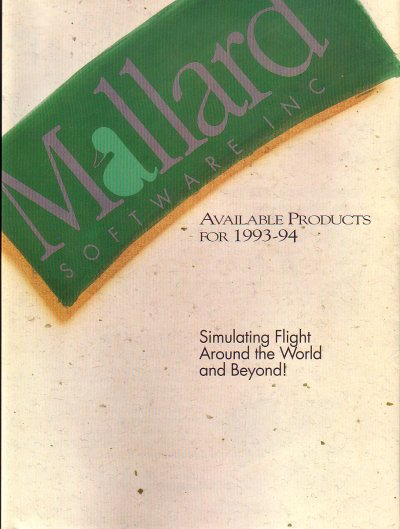 Mallard
SOFTWARE INC
AVAILABLE PRODUCTS
FOR 1993-94
Simulating Flight
Around the World
and Beyond!